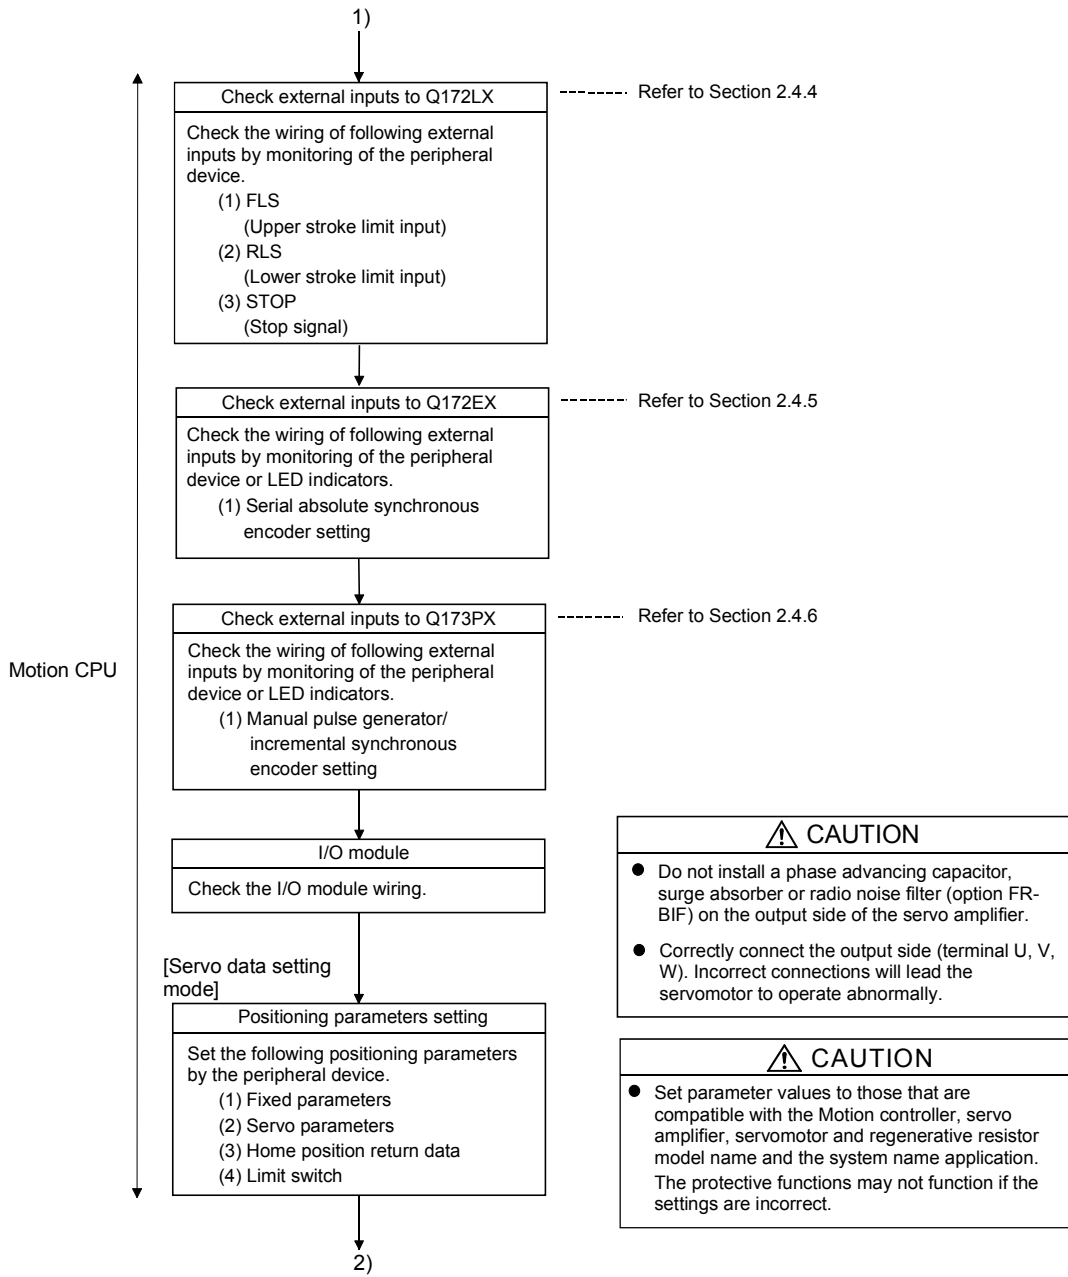 1)
Check external inputs to Q172LX
Refer to Section 2.4.4
Check the wiring of following external
inputs by monitoring of the peripheral
device.
(1) FLS
(Upper stroke limit input)
(2) RLS
(Lower stroke limit input)
(3) STOP
(Stop signal)
Check external inputs to Q172EX
Refer to Section 2.4.5
Check the wiring of following external
inputs by monitoring of the peripheral
device or LED indicators.
(1) Serial absolute synchronous
encoder setting
Check external inputs to Q173PX
Refer to Section 2.4.6
Check the wiring of following external
inputs by monitoring of the peripheral
device or LED indicators.
(1) Manual pulse generator/
incremental synchronous
encoder setting
Motion CPU
I/O module
Check the I/O module wiring.
[Servo data setting
mode]
Positioning parameters setting
Set the following positioning parameters
by the peripheral device.
(1) Fixed parameters
(2) Servo parameters
(3) Home position return data
(4) Limit switch
2)
CAUTION
● Do not install a phase advancing capacitor,
surge absorber or radio noise filter (option FR-
BIF) on the output side of the servo amplifier.
● Correctly connect the output side (terminal U, V,
W). Incorrect connections will lead the
servomotor to operate abnormally.
CAUTION
● Set parameter values to those that are
compatible with the Motion controller, servo
amplifier, servomotor and regenerative resistor
model name and the system name application.
The protective functions may not function if the
settings are incorrect.